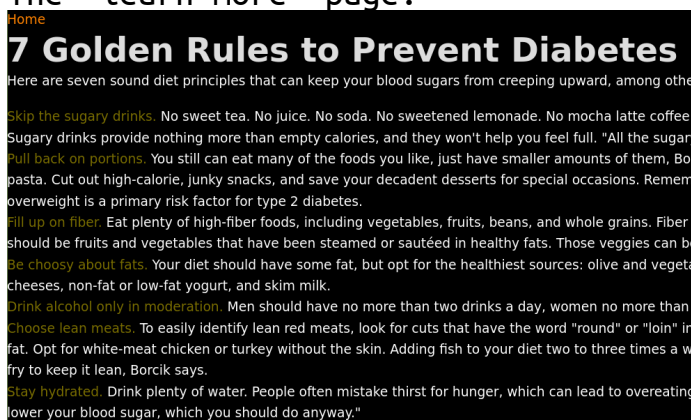 The "learn more" page:
Home
7 Golden Rules to Prevent Diabetes
Here are seven sound diet principles that can keep your blood sugars from creeping upward, among othe
Skip the sugary drinks. No sweet tea. No juice. No soda. No sweetened lemonade. No mocha latte coffee
Sugary drinks provide nothing more than empty calories, and they won't help you feel full. "All the sugar
Pull back on portions. You still can eat many of the foods you like, just have smaller amounts of them, Bo
pasta. Cut out high-calorie, junky snacks, and save your decadent desserts for special occasions. Remem
overweight is a primary risk factor for type 2 diabetes.
Fill up on fiber. Eat plenty of high-fiber foods, including vegetables, fruits, beans, and whole grains. Fiber
should be fruits and vegetables that have been steamed or sautéed in healthy fats. Those veggies can b
Be choosy about fats. Your diet should have some fat, but opt for the healthiest sources: olive and vegeta
cheeses, non-fat or low-fat yogurt, and skim milk.
Drink alcohol only in moderation. Men should have no more than two drinks a day, women no more than
Choose lean meats. To easily identify lean red meats, look for cuts that have the word "round" or "loin" in
fat. Opt for white-meat chicken or turkey without the skin. Adding fish to your diet two to three times a w
fry to keep it lean, Borcik says.
Stay hydrated. Drink plenty of water. People often mistake thirst for hunger, which can lead to overeating
lower your blood sugar, which you should do anyway."